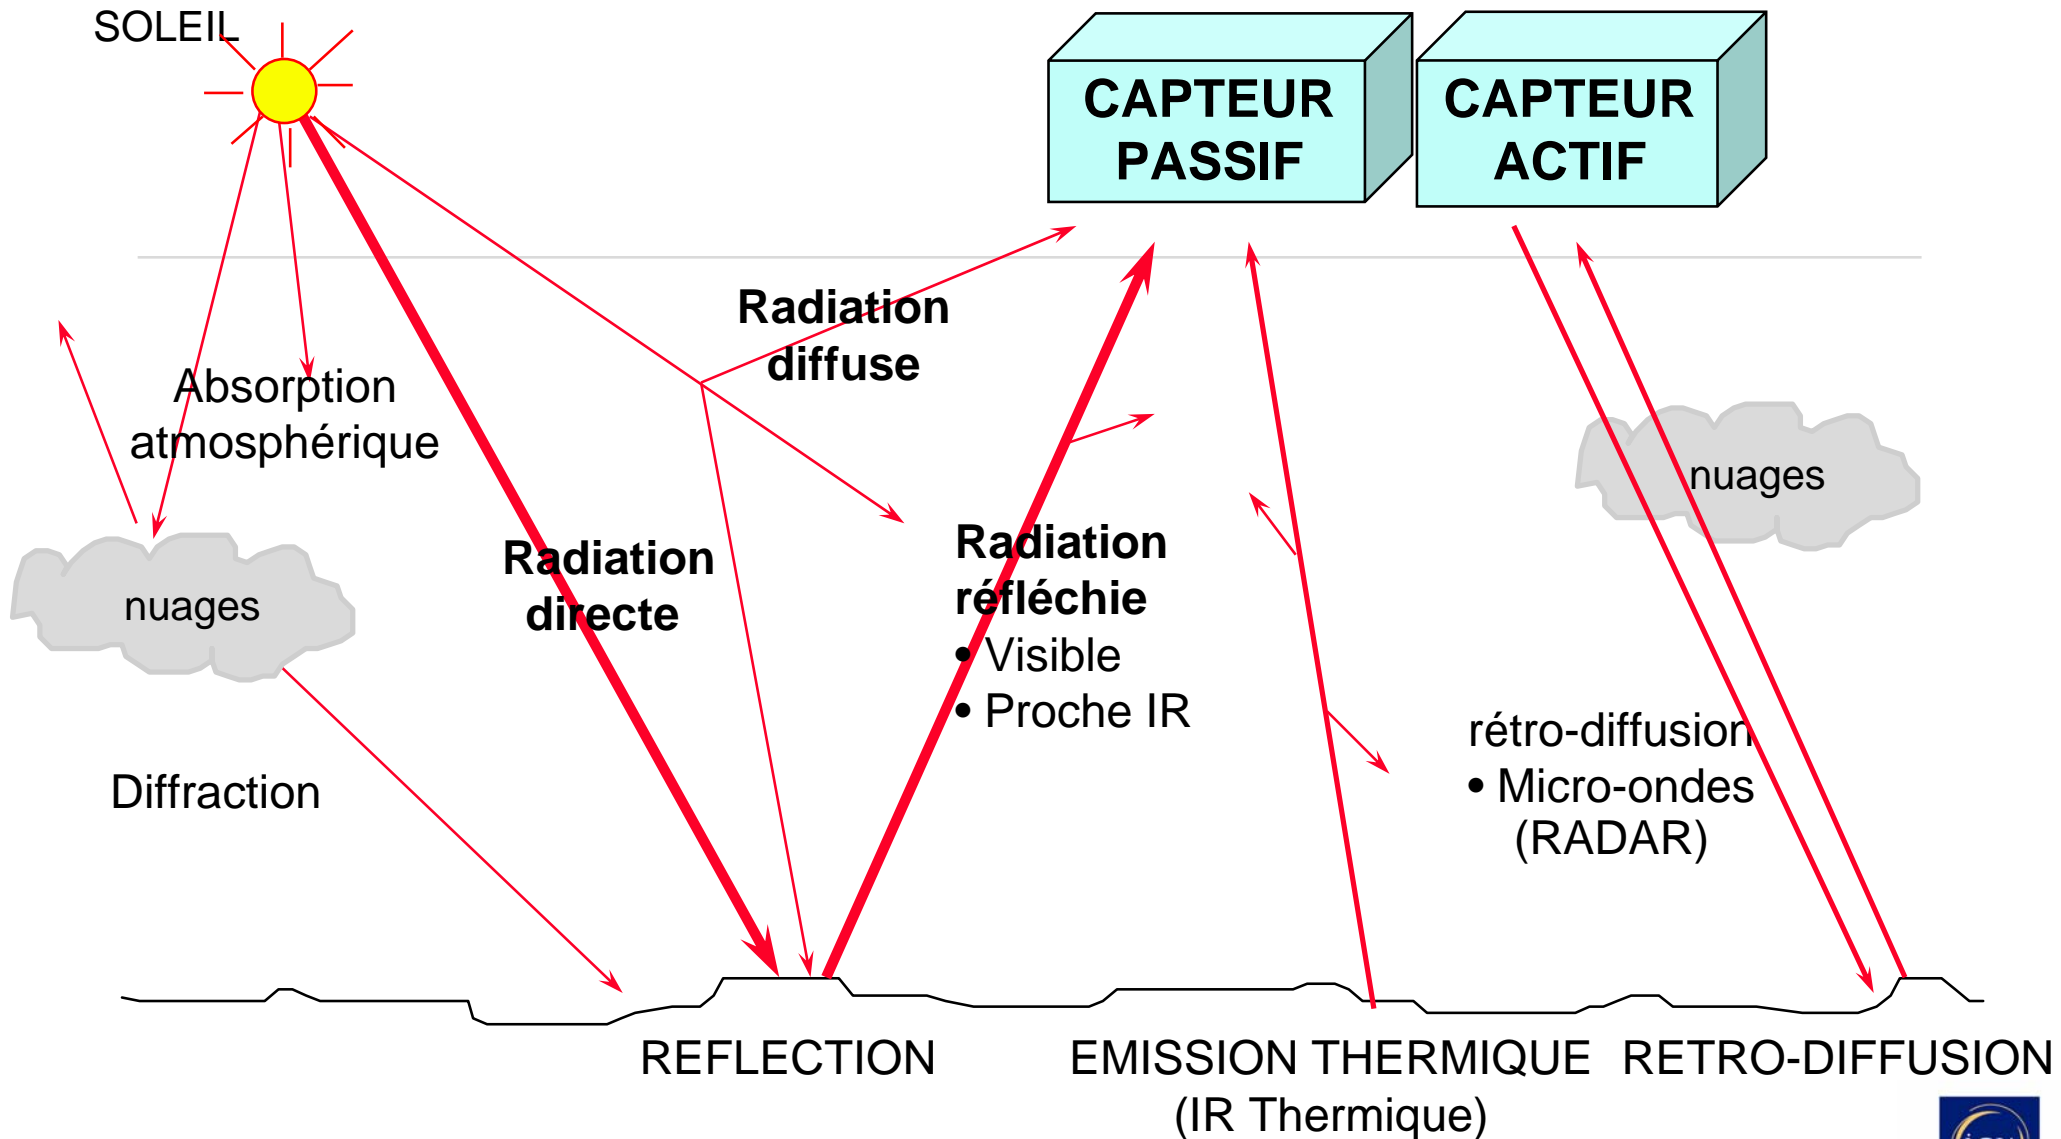 SOLEIL
CAPTEUR
PASSIF
CAPTEUR
ACTIF
Radiation
diffuse
Absorption
atmosphérique
nuages
nuages
Radiation
directe
Radiation
réfléchie
• Visible
• Proche IR
rétro-diffusion
• Micro-ondes
(RADAR)
Diffraction
REFLECTION
EMISSION THERMIQUE
(IR Thermique)
RETRO-DIFFUSION